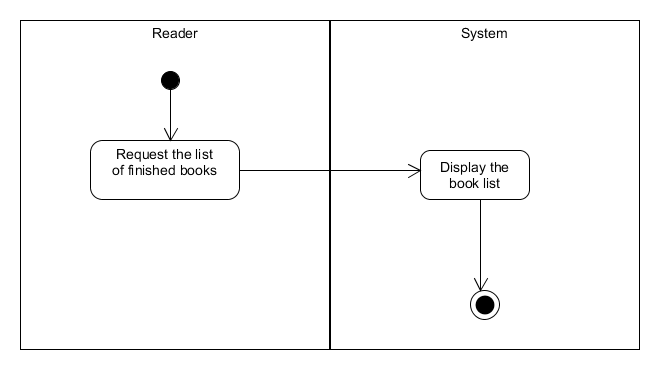 Reader
System
Request the list
of finished books
Display the
book list